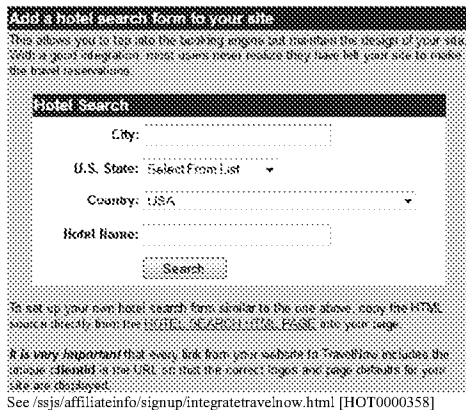 Add a hotel search form to your site
This allows you to tap into the booking engine but maintain the design of your site.
With a good integration, most users never realize they have left your site to make
the travel reservations.
Hotel Search
City:
U.S. State: Select From List
Country: USA
Hotel Name:
Search
To set up your own hotel search form similar to the one above, copy the HTML
source directly from the HOTEL SEARCH HTML PAGE into your page.
It is very important that every link from your website to TravelNow includes the
unique clientid in the URL so that the correct logos and page defaults for your
site are displayed.
See /ssjs/affiliateinfo/signup/integratetravelnow.html [HOT0000358]